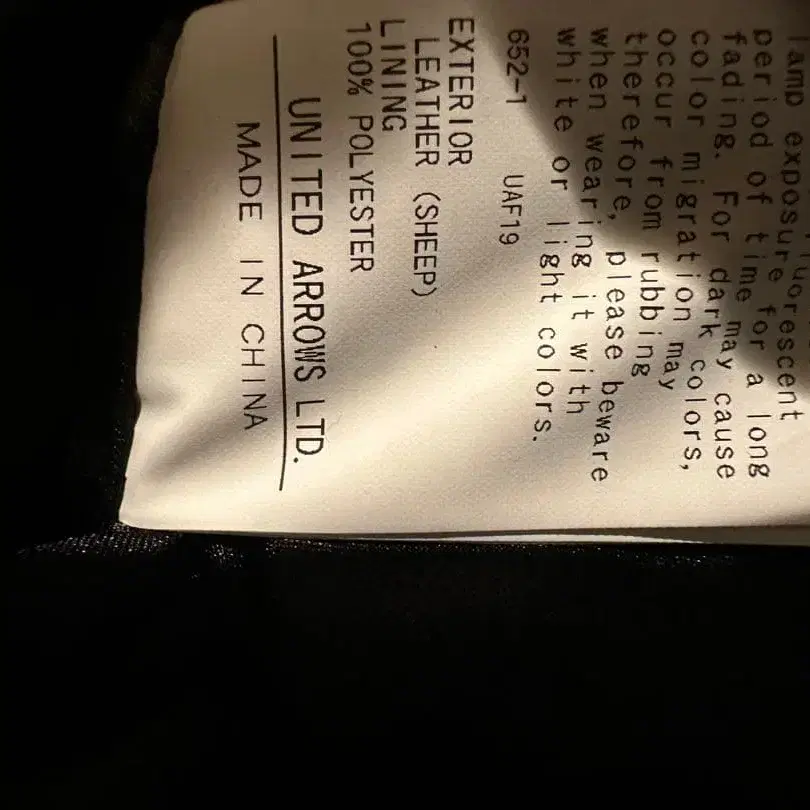 lamp exposure for a long
period of time may cause
fading. For dark colors,
color migration may
occur from rubbing
therefore, please beware
when wearing it with
white or light colors.
652-1 UAF19
EXTERIOR
LEATHER (SHEEP)
LINING
100% POLYESTER
UNITED ARROWS LTD.
MADE IN CHINA